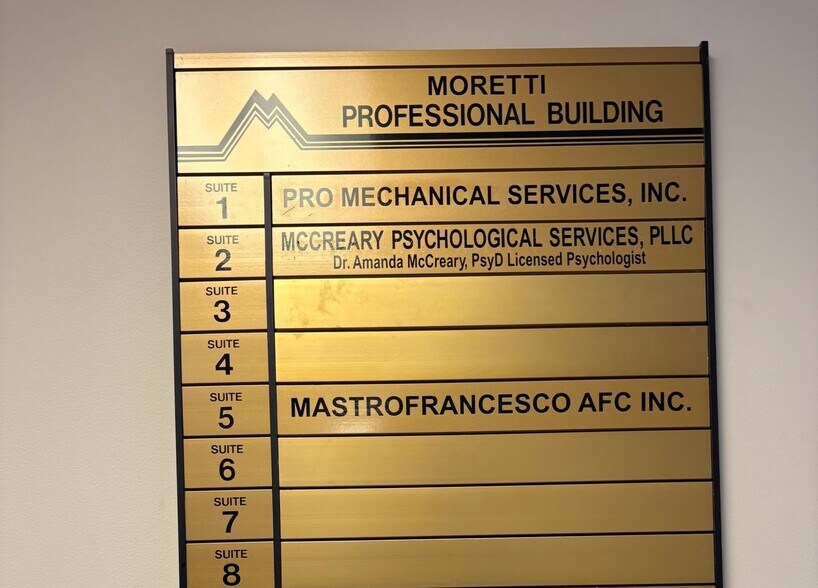 MORETTI
PROFESSIONAL BUILDING
SUITE
1
PRO MECHANICAL SERVICES, INC.
SUITE
2
MCCREARY PSYCHOLOGICAL SERVICES, PLLC
Dr. Amanda McCreary, PsyD Licensed Psychologist
SUITE
3
SUITE
4
SUITE
5
MASTROFRANCESCO AFC INC.
SUITE
6
SUITE
7
SUITE
8